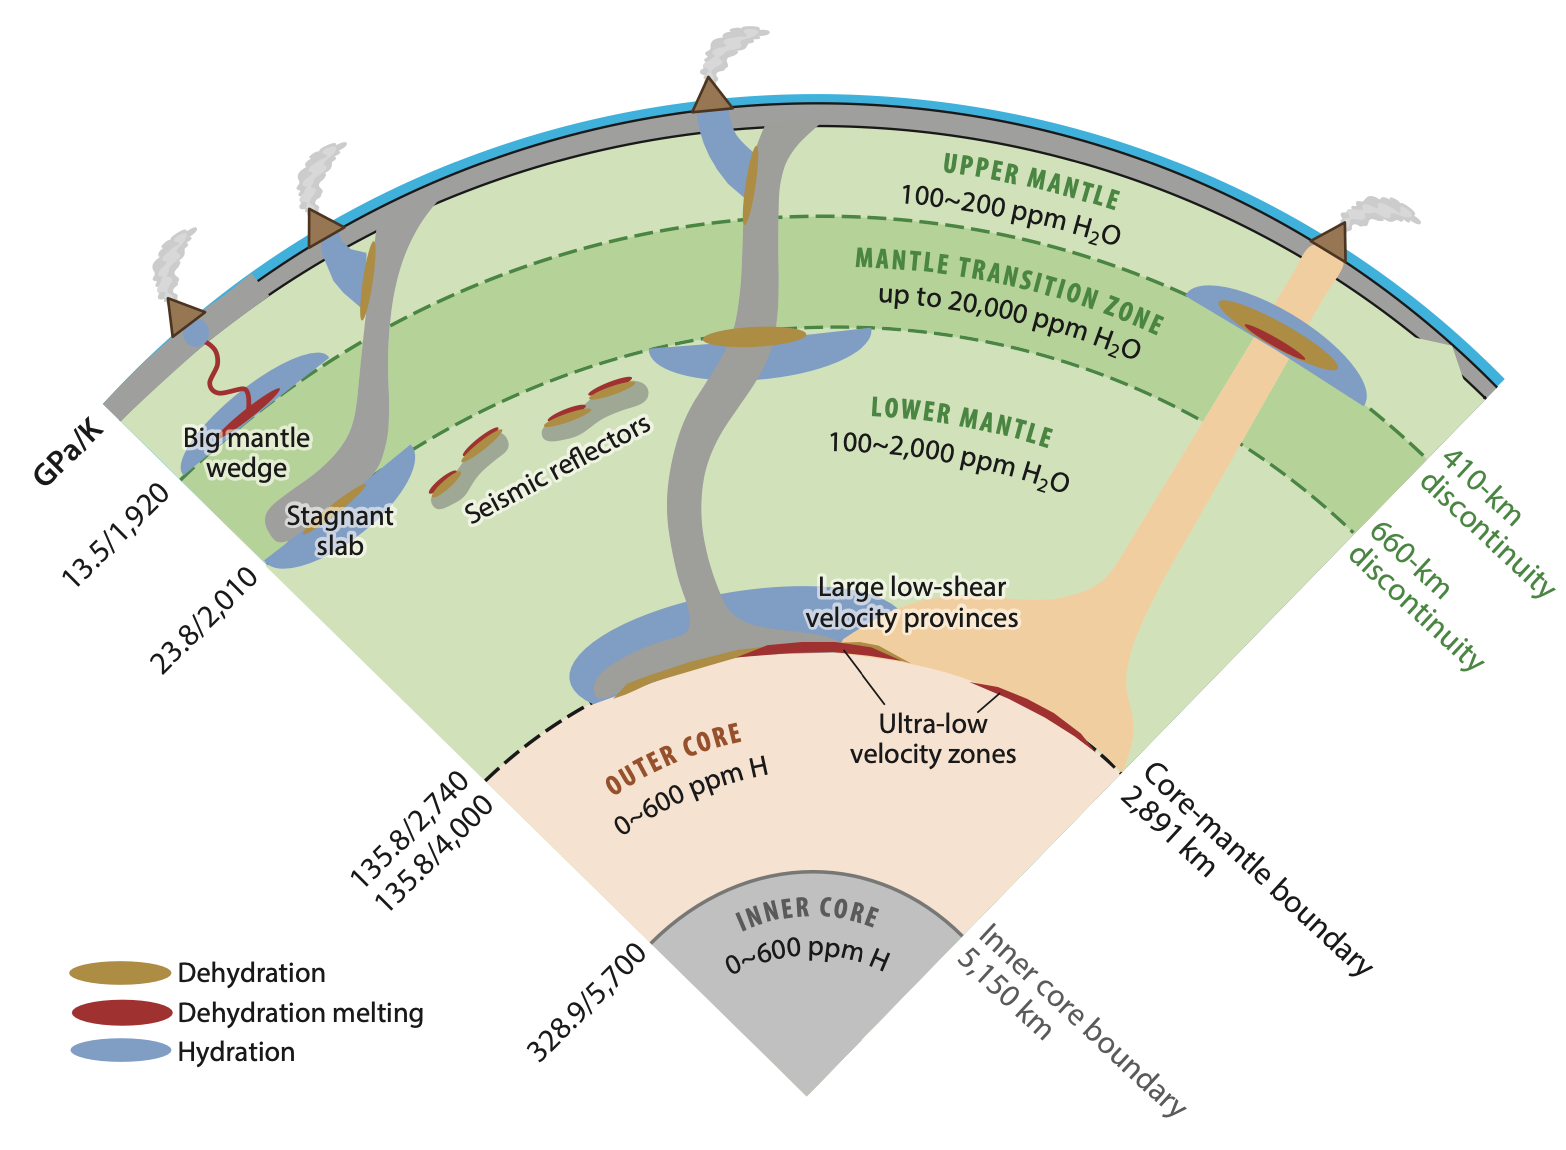 UPPER MANTLE
100~200 ppm H₂O
MANTLE TRANSITION ZONE
up to 20,000 ppm H₂O
LOWER MANTLE
100~2,000 ppm H₂O
GPa/K
13.5/1,920
23.8/2,010
135.8/2,740
135.8/4,000
328.9/5,700
Big mantle
wedge
Stagnant
slab
Seismic reflectors
410-km
discontinuity
660-km
discontinuity
Large low-shear
velocity provinces
Ultra-low
velocity zones
OUTER CORE
0~600 ppm H
Core-mantle boundary
2,891 km
INNER CORE
0~600 ppm H
Inner core boundary
5,150 km
Dehydration
Dehydration melting
Hydration